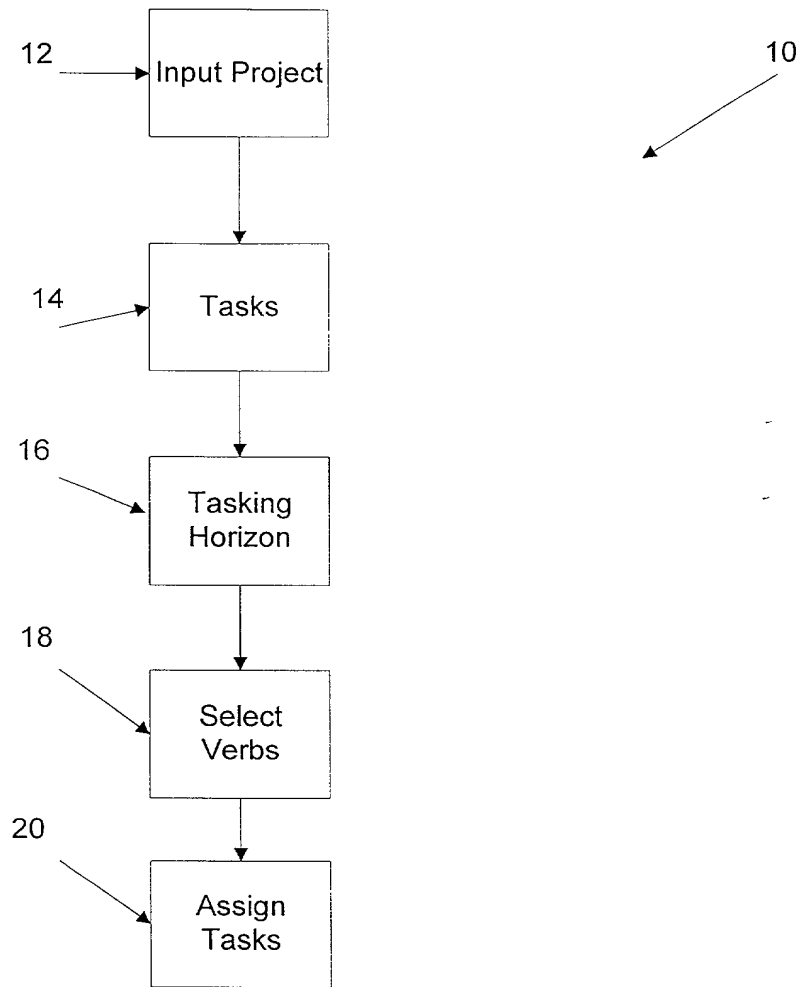 12
Input Project
10
14
Tasks
16
Tasking
Horizon
18
Select
Verbs
20
Assign
Tasks